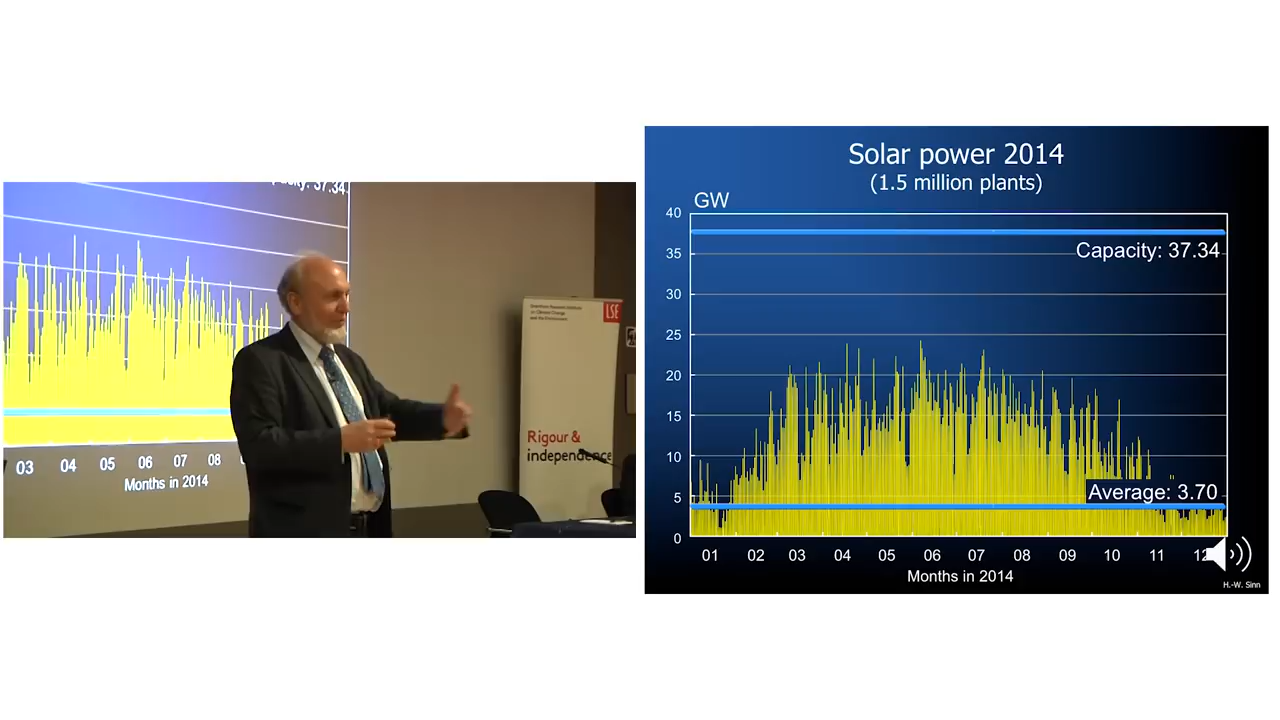 Capacity: 37.34
03 04 05 06 07 08
Months in 2014
LSE
Rigour &
independence
Solar power 2014
(1.5 million plants)
GW
40
Capacity: 37.34
35
30
25
20
15
10
Average: 3.70
5
0
01 02 03 04 05 06 07 08 09 10 11
Months in 2014
H.-W. Sinn